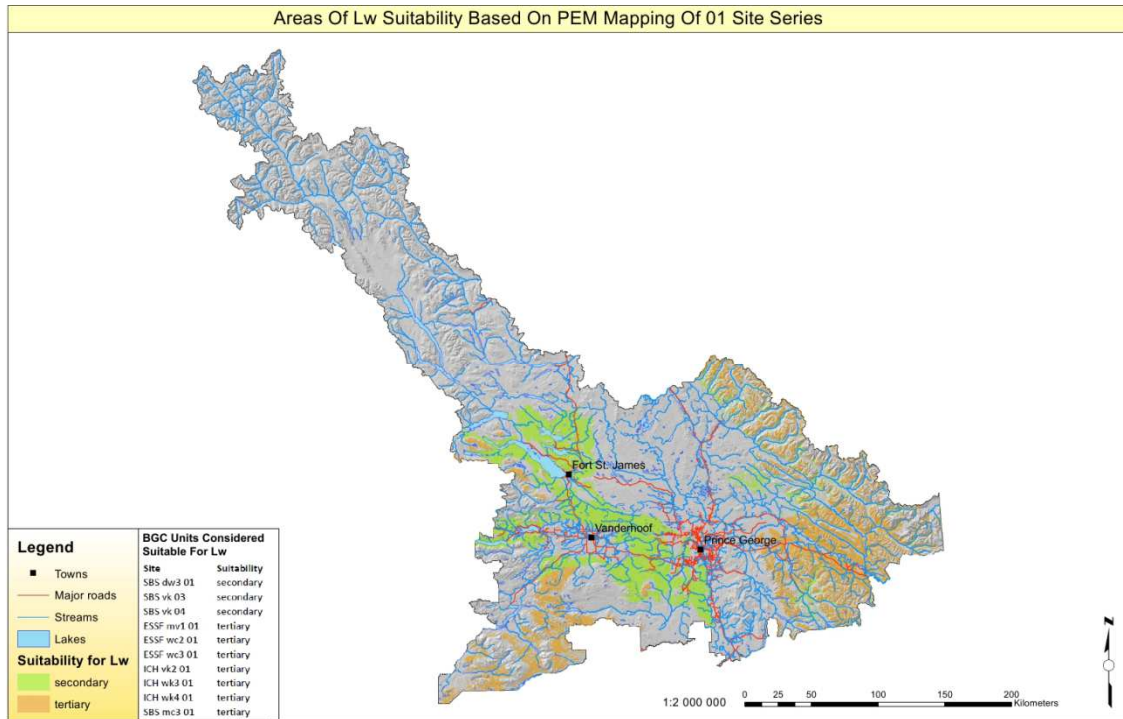 Areas Of Lw Suitability Based On PEM Mapping Of 01 Site Series
Fort St. James
Vanderhoof
Prince George
Legend
Towns
Major roads
Streams
Lakes
Suitability for Lw
secondary
tertiary
BGC Units Considered
Suitable For Lw
Site Suitability
SBS dw3 01 secondary
SBS vk 03 secondary
SBS vk 04 secondary
ESSF mv1 01 tertiary
ESSF wc2 01 tertiary
ESSF wc3 01 tertiary
ICH vk2 01 tertiary
ICH wk3 01 tertiary
ICH wk4 01 tertiary
SBS mc3 01 tertiary
N
1:2 000 000
0 25 50 100 150 200
Kilometers